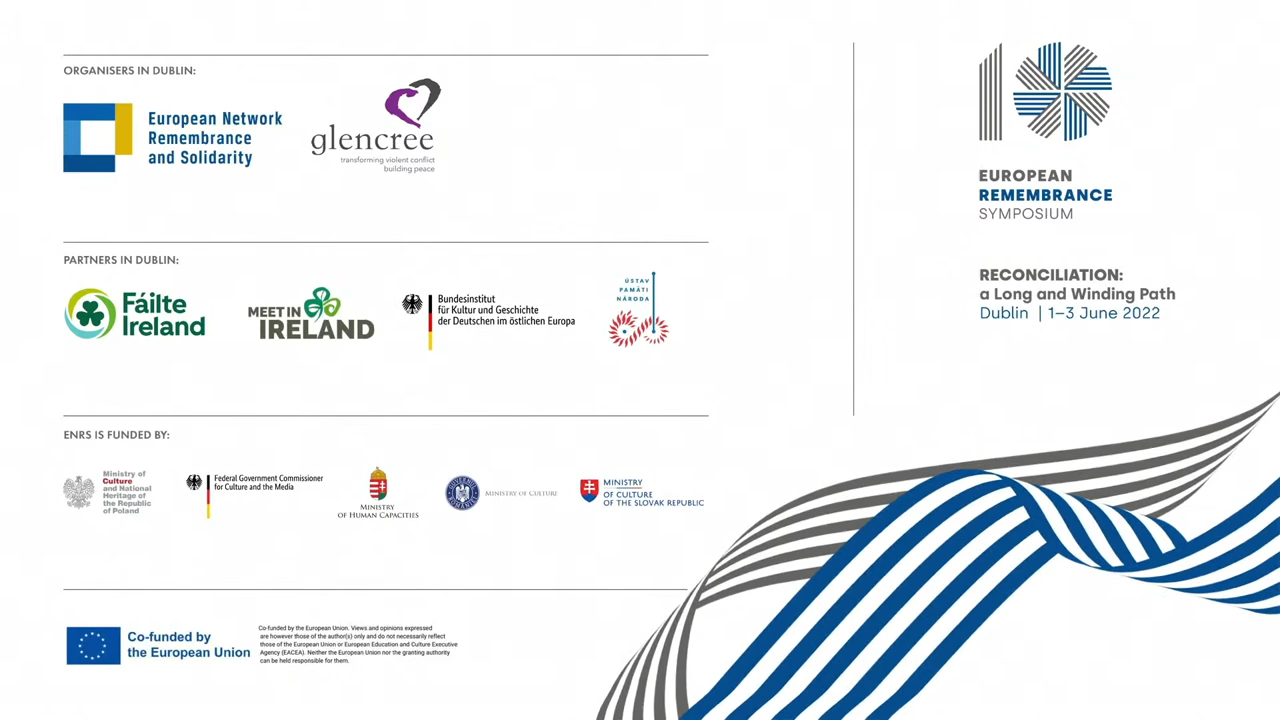 ORGANISERS IN DUBLIN:
European Network
Remembrance
and Solidarity
glencree
transforming violent conflict
building peace
PARTNERS IN DUBLIN:
Fáilte
Ireland
MEET IN
IRELAND
Bundesinstitut
für Kultur und Geschichte
der Deutschen im östlichen Europa
ÚSTAV
PAMÄTI
NÁRODA
ENRS IS FUNDED BY:
Ministry of
Culture
and National
Heritage of
the Republic
of Poland
Federal Government Commissioner
for Culture and the Media
MINISTRY
OF HUMAN CAPACITIES
MINISTRY OF CULTURE
MINISTRY
OF CULTURE
OF THE SLOVAK REPUBLIC
Co-funded by
the European Union
Co-funded by the European Union. Views and opinions expressed
are however those of the author(s) only and do not necessarily reflect
those of the European Union or European Education and Culture Executive
Agency (EACEA). Neither the European Union nor the granting authority
can be held responsible for them.
10
EUROPEAN
REMEMBRANCE
SYMPOSIUM
RECONCILIATION:
a Long and Winding Path
Dublin | 1–3 June 2022